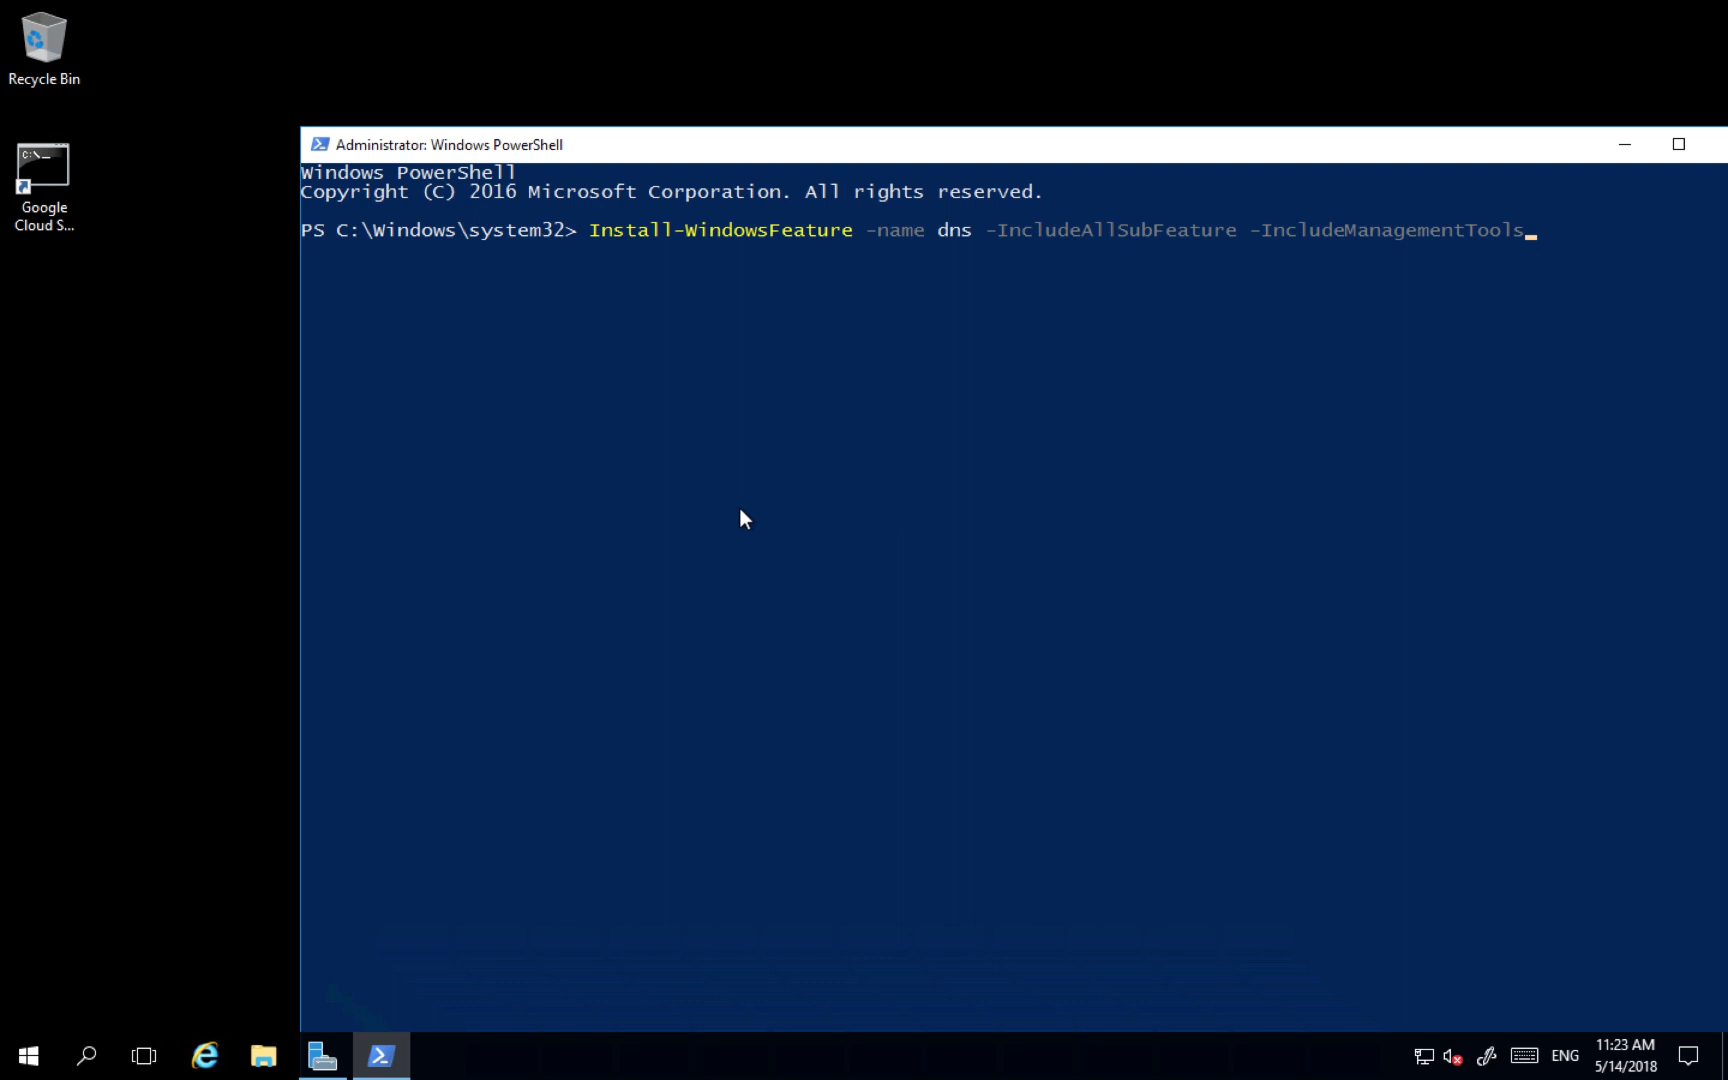 Recycle Bin
C:\._
Google
Cloud S...
Administrator: Windows PowerShell
Windows PowerShell
Copyright (C) 2016 Microsoft Corporation. All rights reserved.
PS C:\Windows\system32> Install-WindowsFeature -name dns -IncludeAllSubFeature -IncludeManagementTools_
ENG
11:23 AM
5/14/2018